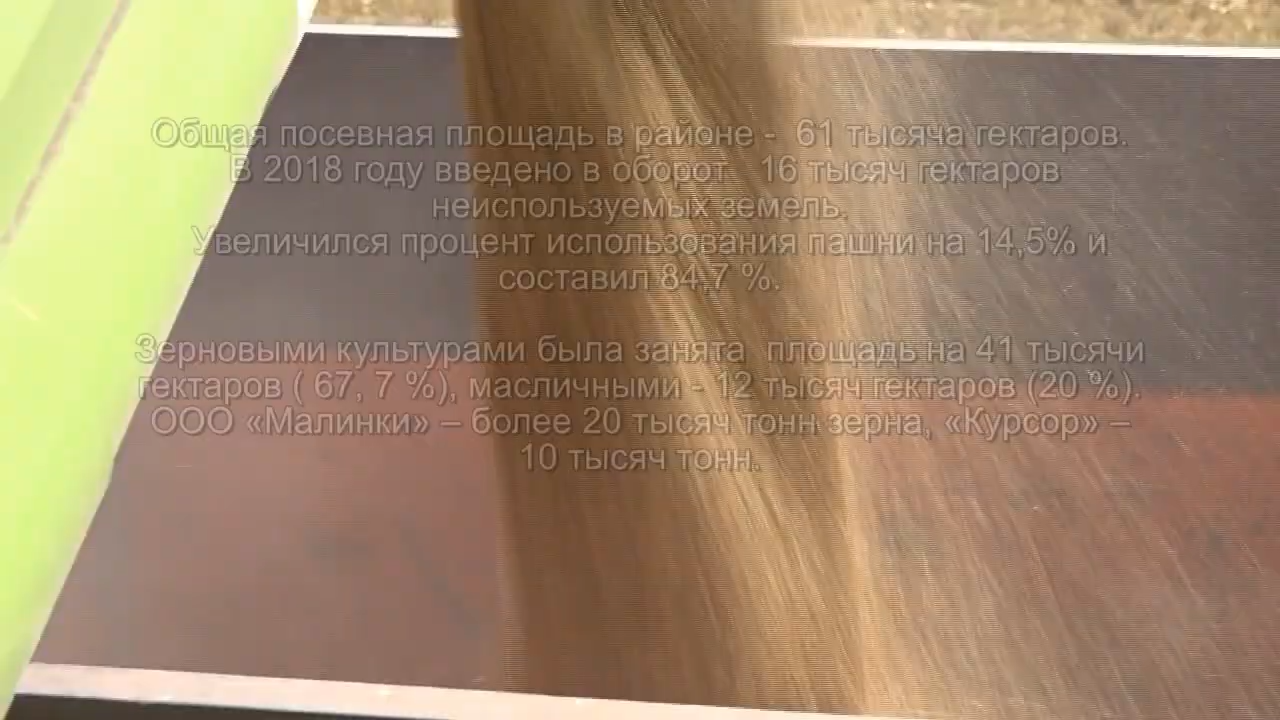 Общая посевная площадь в районе - 61 тысяча гектаров.
В 2018 году введено в оборот 16 тысяч гектаров
неиспользуемых земель.
Увеличился процент использования пашни на 14,5% и
составил 84,7 %.
Зерновыми культурами была занята площадь на 41 тысячи
гектаров ( 67, 7 %), масличными - 12 тысяч гектаров (20 %).
ООО «Малинки» – более 20 тысяч тонн зерна, «Курсор» –
10 тысяч тонн.